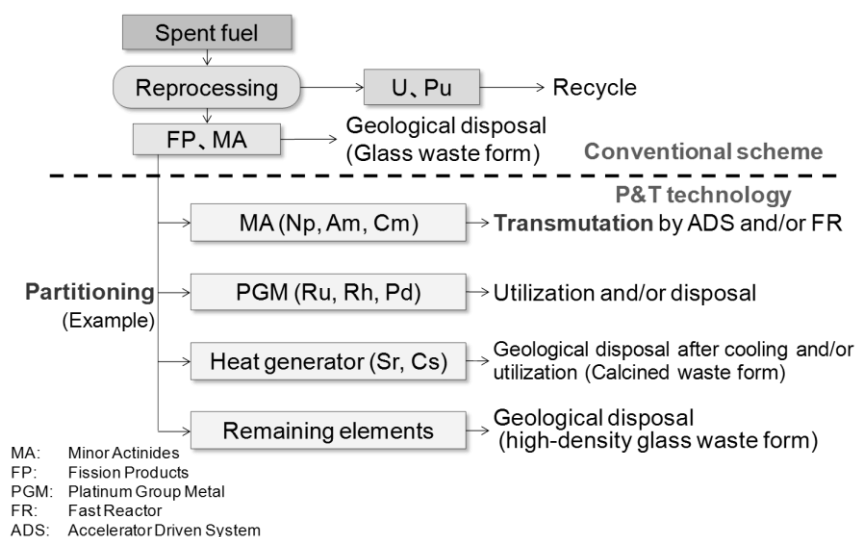 Spent fuel
Reprocessing
U、Pu
Recycle
FP、MA
Geological disposal
(Glass waste form)
Conventional scheme
P&T technology
MA (Np, Am, Cm)
Transmutation by ADS and/or FR
Partitioning
(Example)
PGM (Ru, Rh, Pd)
Utilization and/or disposal
Heat generator (Sr, Cs)
Geological disposal after cooling and/or
utilization (Calcined waste form)
Remaining elements
Geological disposal
(high-density glass waste form)
MA: Minor Actinides
FP: Fission Products
PGM: Platinum Group Metal
FR: Fast Reactor
ADS: Accelerator Driven System